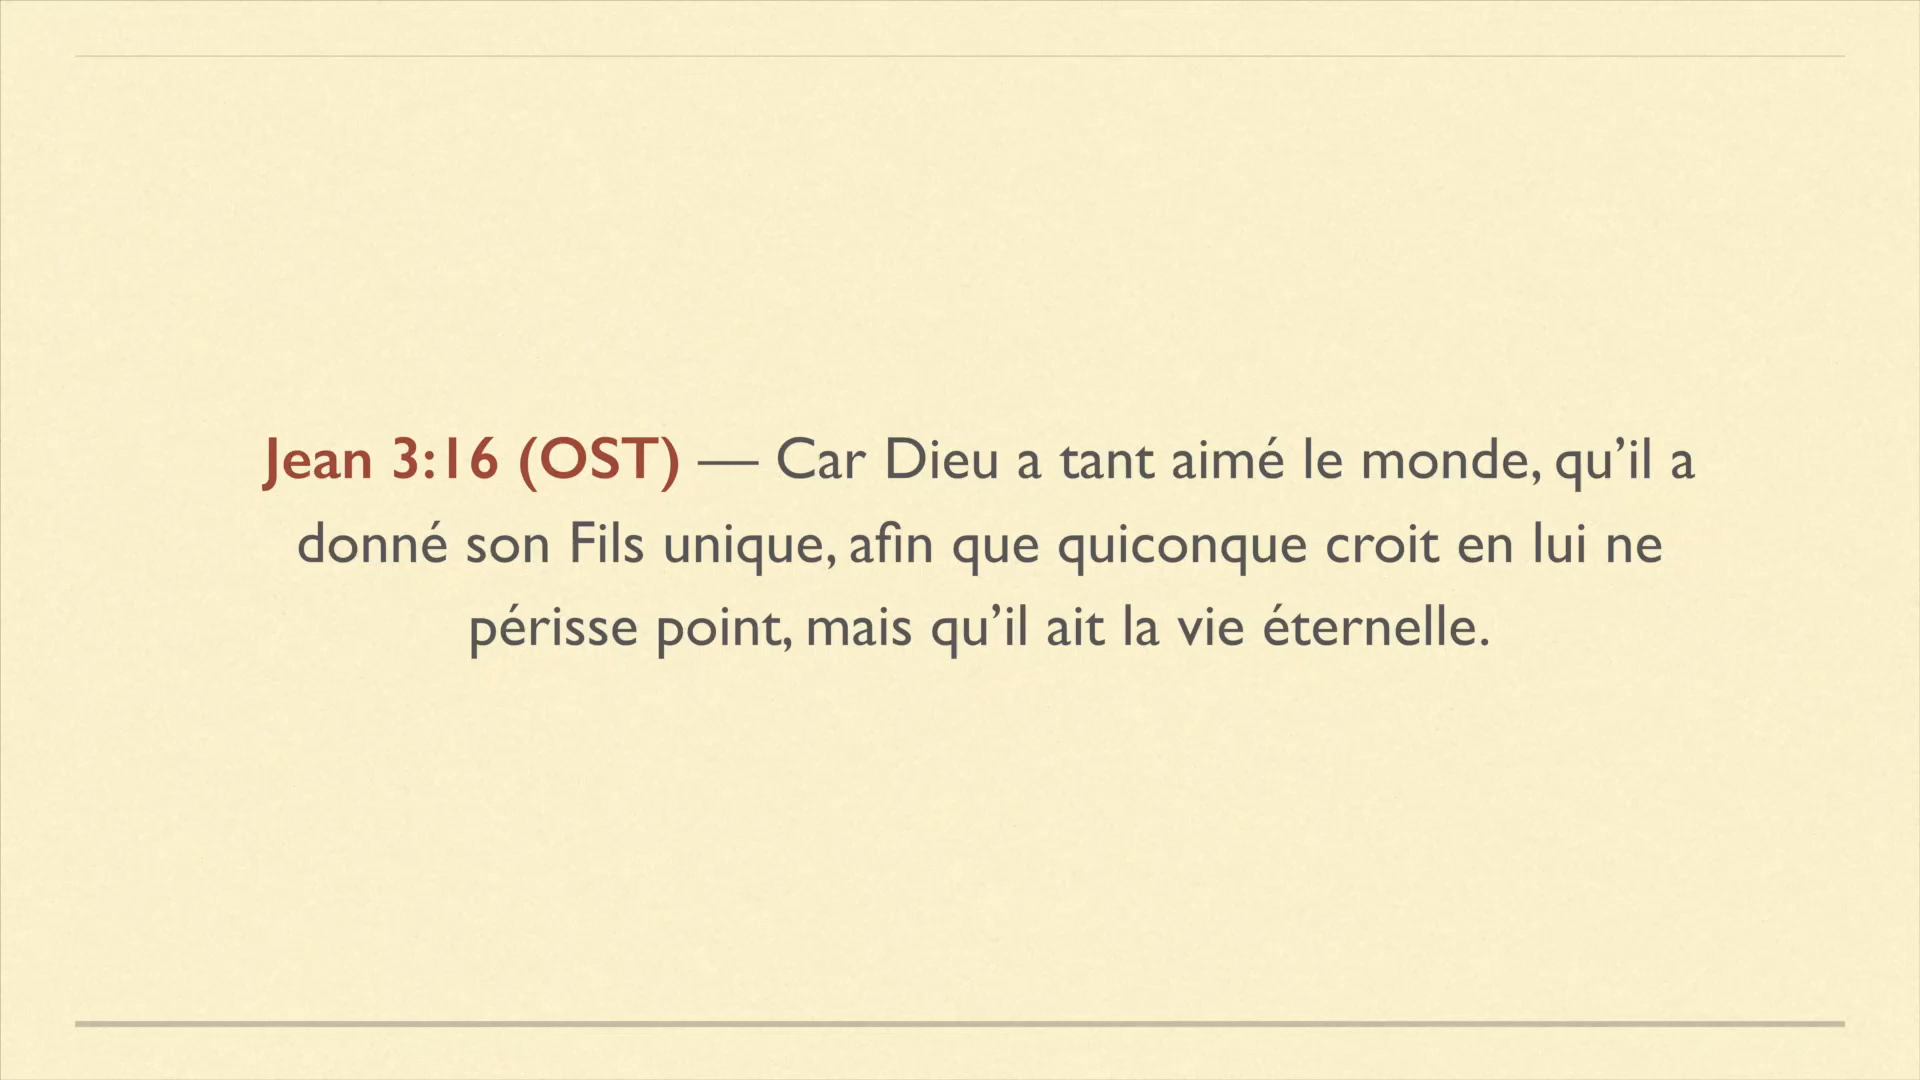 Jean 3:16 (OST) — Car Dieu a tant aimé le monde, qu’il a
donné son Fils unique, afin que quiconque croit en lui ne
périsse point, mais qu’il ait la vie éternelle.